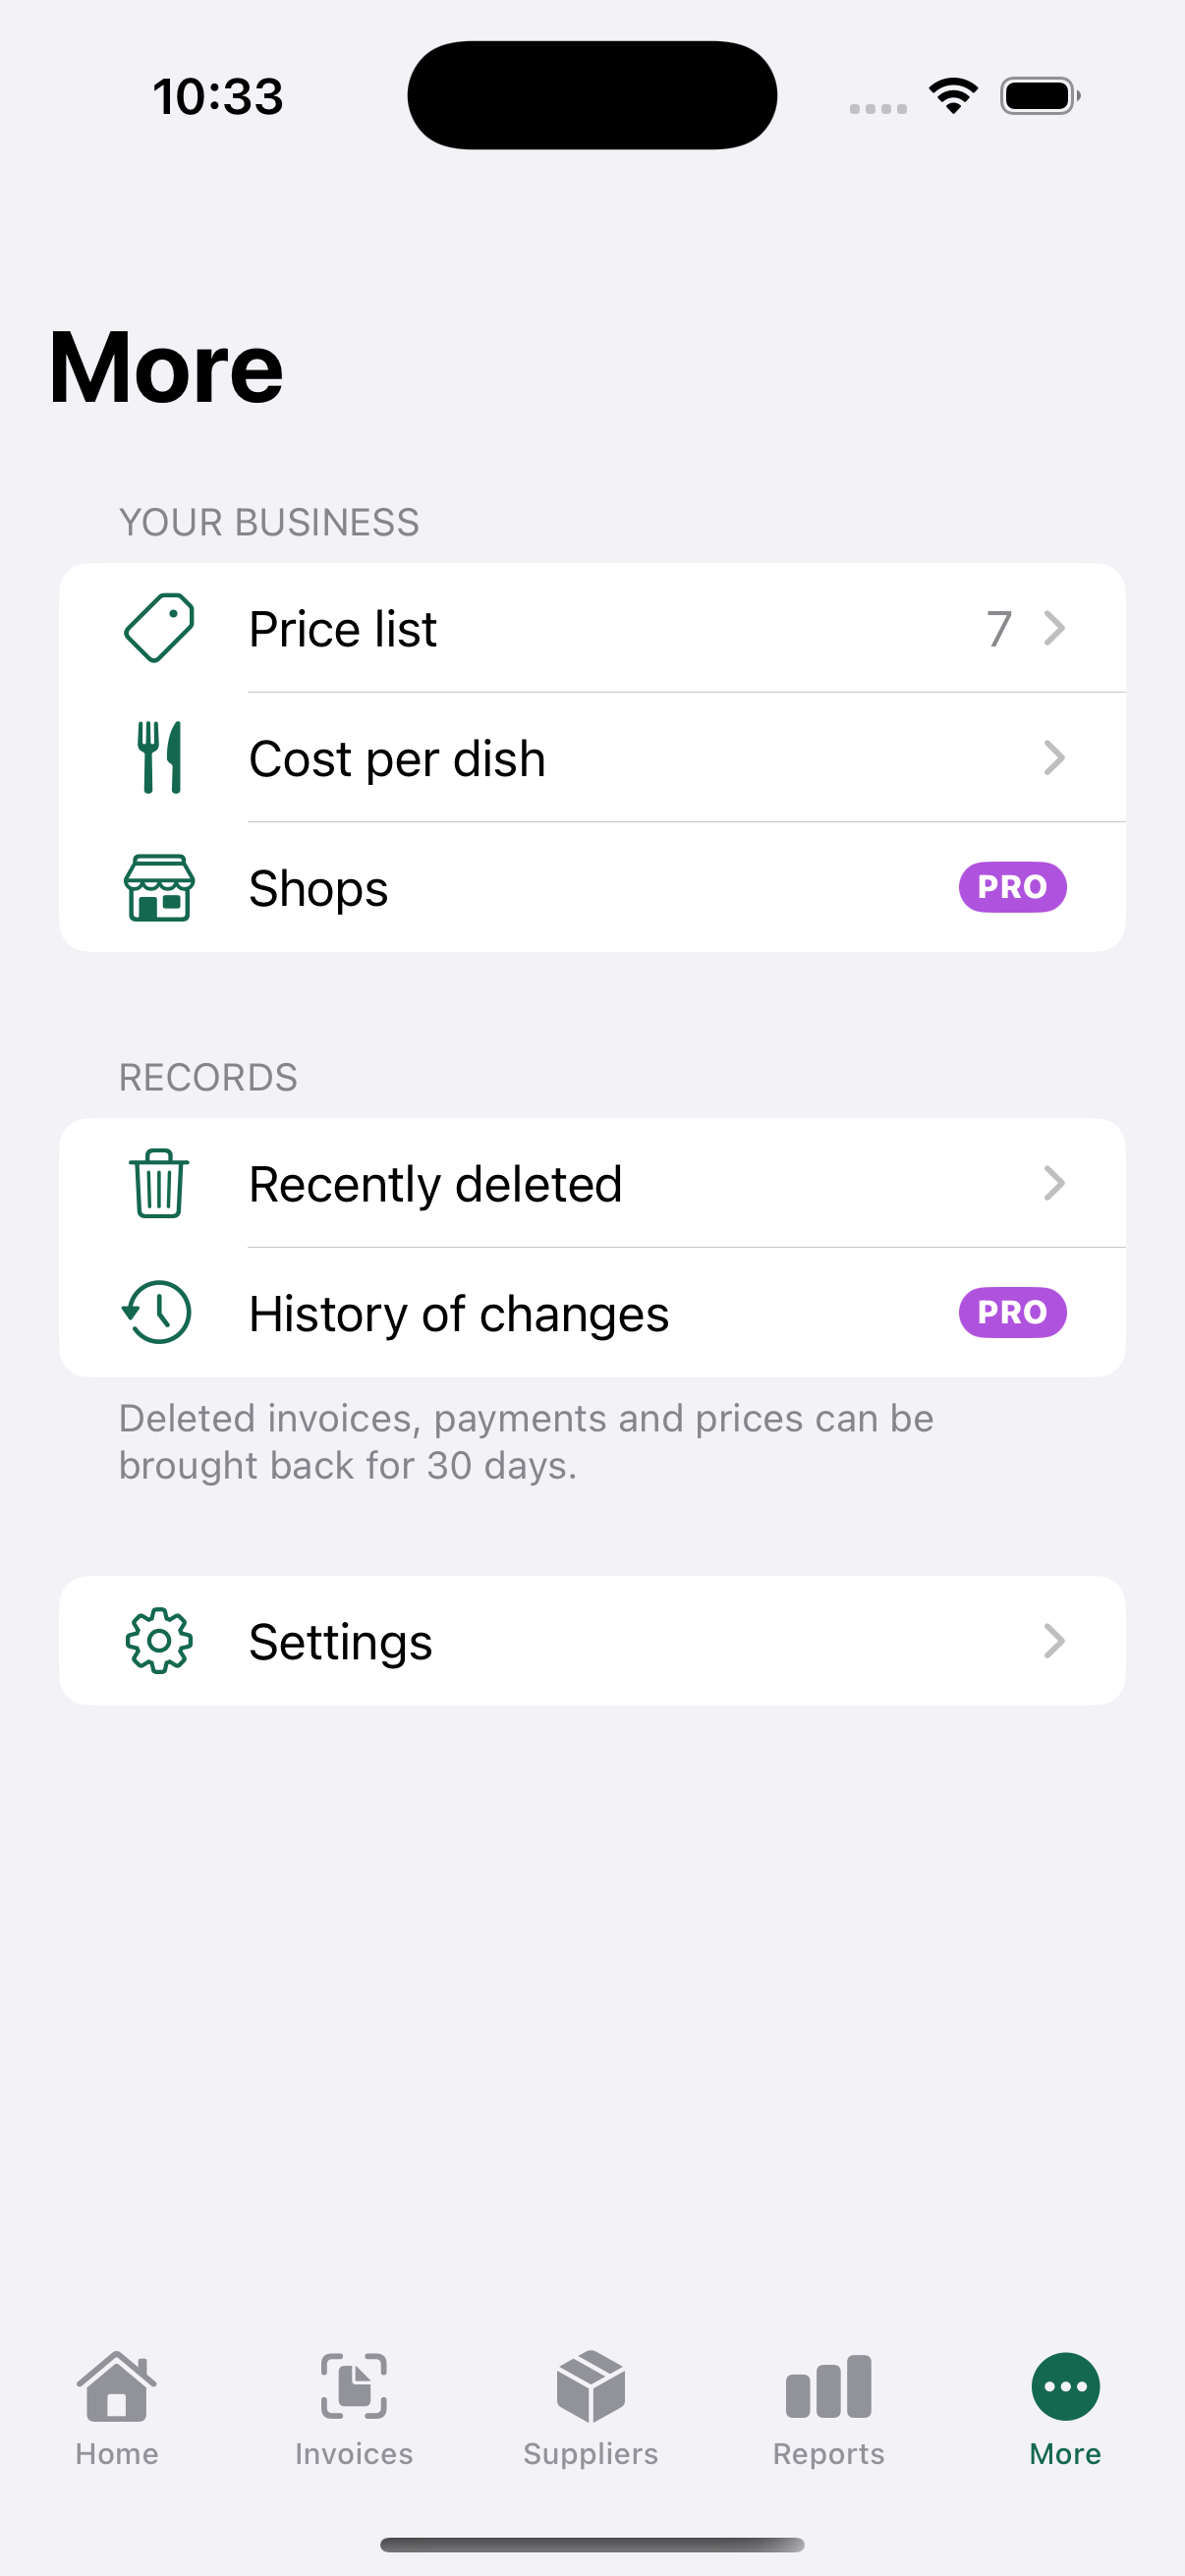 10:33
More
YOUR BUSINESS
Price list 7
Cost per dish
Shops PRO
RECORDS
Recently deleted
History of changes PRO
Deleted invoices, payments and prices can be
brought back for 30 days.
Settings
Home Invoices Suppliers Reports More